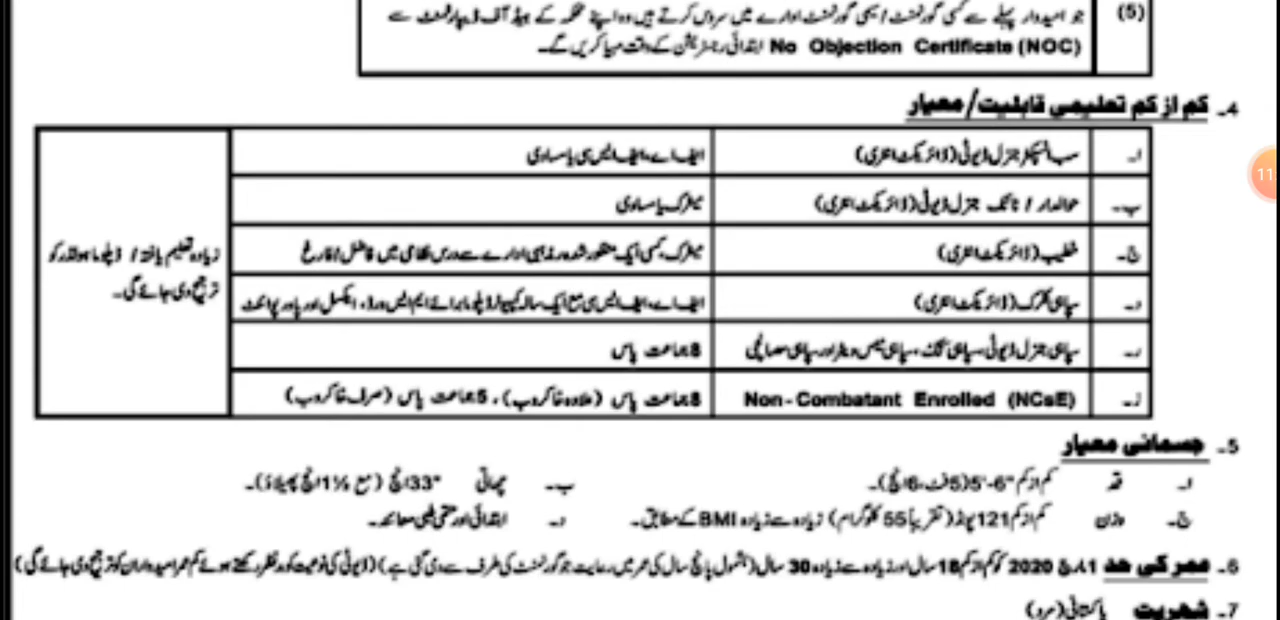 (5) جو امیدوار پہلے سے کسی گورنمنٹ / سیمی گورنمنٹ ادارے میں سروس کرتے ہیں وہ اپنے محکمہ کے ہیڈ آف ڈیپارٹمنٹ سے
No Objection Certificate (NOC) ابتدائی رجسٹریشن کے وقت مہیا کریں گے۔
4۔ کم از کم تعلیمی قابلیت/معیار
ا۔ سب انسپکٹر جنرل ڈیوٹی (ڈائریکٹ انٹری) ایف اے، ایف ایس سی یا مساوی
ب۔ حوالدار / نائک جنرل ڈیوٹی (ڈائریکٹ انٹری) میٹرک یا مساوی
ج۔ خطیب (ڈائریکٹ انٹری) میٹرک، کسی ایک منظور شدہ مذہبی ادارے سے درس نظامی میں فاضل / فارغ
د۔ سپاہی کلرک (ڈائریکٹ انٹری) ایف اے، ایف ایس سی مع ایک سالہ کمپیوٹر ڈپلومہ برائے ایم ایس ورڈ، ایکسل اور پاور پوائنٹ
ر۔ سپاہی جنرل ڈیوٹی، سپاہی کک، سپاہی میس ویٹر اور سپاہی مصالچی 8 جماعت پاس
ز۔ Non-Combatant Enrolled (NCsE) 8 جماعت پاس (علاوہ خاکروب)، 5 جماعت پاس (صرف خاکروب)
زیادہ تعلیم یافتہ / ڈپلومہ ہولڈر کو
ترجیح دی جائے گی۔
5۔ جسمانی معیار
ا۔ قد کم از کم "6-'5 (5 فٹ، 6 انچ)۔ ب۔ چھاتی "33 انچ (مع 1½ انچ پھیلاؤ)۔
ج۔ وزن کم از کم 121 پونڈ (تقریباً 55 کلوگرام) زیادہ سے زیادہ BMI کے مطابق۔ د۔ ابتدائی اور حتمی طبی معائنہ۔
6۔ عمر کی حد 1 مارچ 2020 کو کم از کم 18 سال اور زیادہ سے زیادہ 30 سال (بشمول پانچ سال کی عمر میں رعایت جو گورنمنٹ کی طرف سے دی گئی ہے) (ڈیوٹی کی نوعیت کو مدنظر رکھتے ہوئے کم عمر امیدواران کو ترجیح دی جائے گی)
7۔ شہریت پاکستانی (مرد)
11